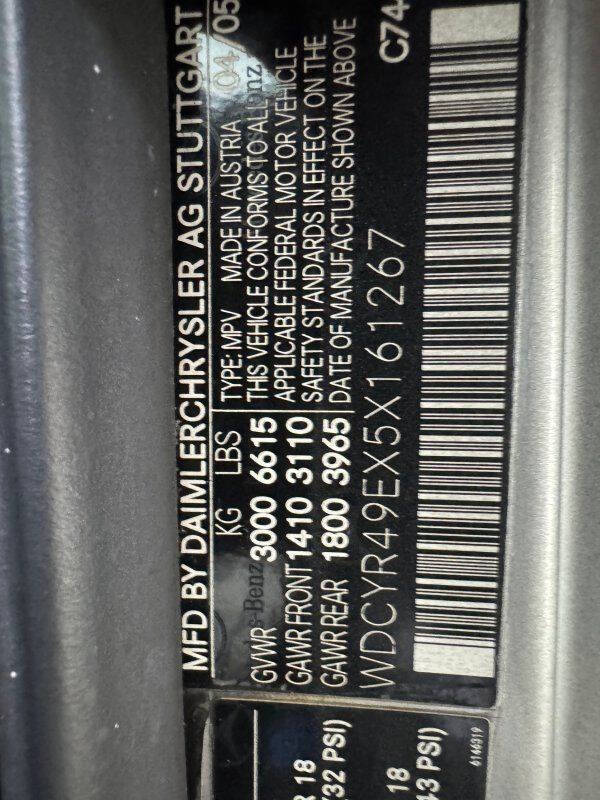 MFD BY DAIMLERCHRYSLER AG STUTTGART
KG LBS
GVWR 3000 6615
GAWR FRONT 1410 3110
GAWR REAR 1800 3965
TYPE: MPV MADE IN AUSTRIA 04/05
THIS VEHICLE CONFORMS TO ALL
APPLICABLE FEDERAL MOTOR VEHICLE
SAFETY STANDARDS IN EFFECT ON THE
DATE OF MANUFACTURE SHOWN ABOVE
WDCYR49EX5X161267
C74
R 18
32 PSI)
18
43 PSI)
6146319